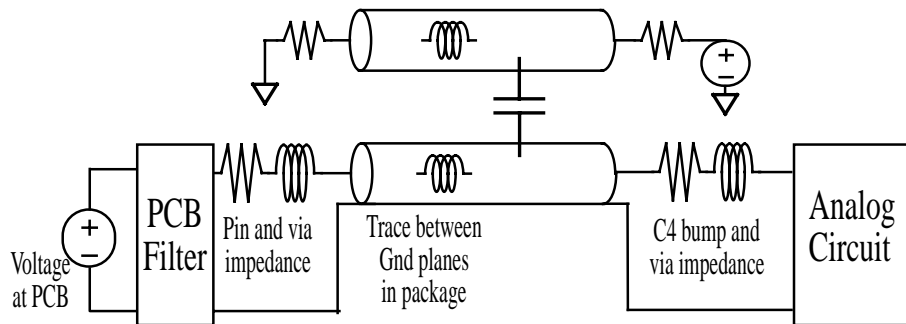 +
−
+
−
Voltage
at PCB
PCB
Filter
Pin and via
impedance
Trace between
Gnd planes
in package
C4 bump and
via impedance
Analog
Circuit